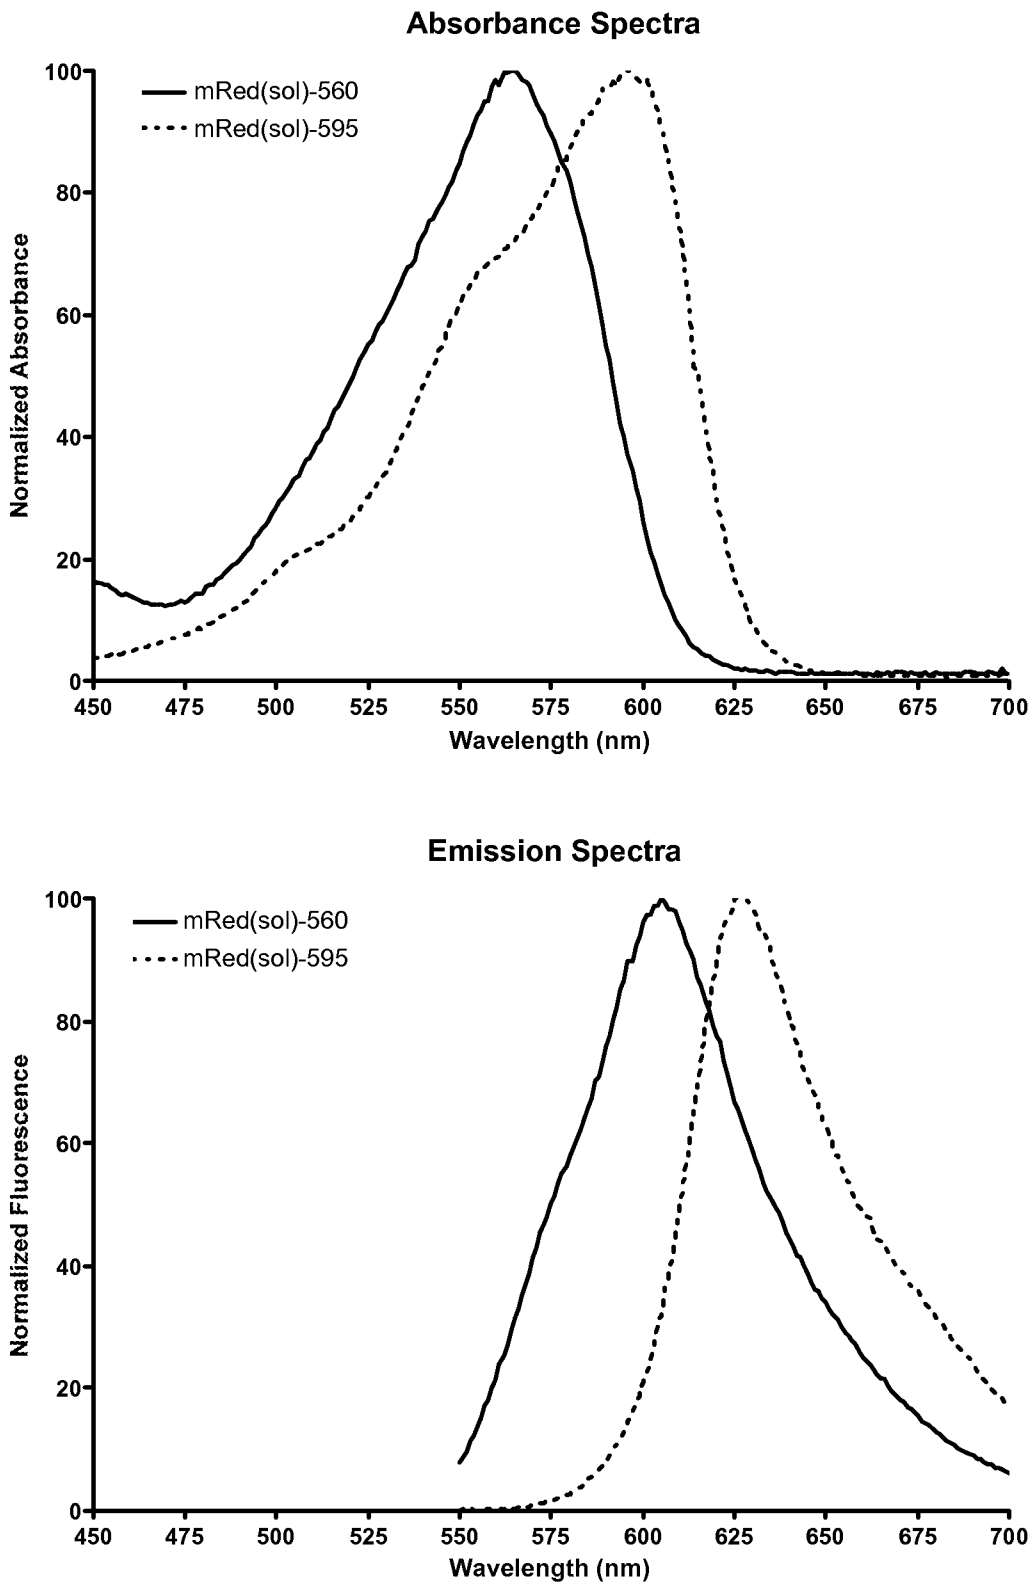 Absorbance Spectra
mRed(sol)-560
mRed(sol)-595
Normalized Absorbance
100
80
60
40
20
0
450 475 500 525 550 575 600 625 650 675 700
Wavelength (nm)
Emission Spectra
mRed(sol)-560
mRed(sol)-595
Normalized Fluorescence
100
80
60
40
20
0
450 475 500 525 550 575 600 625 650 675 700
Wavelength (nm)